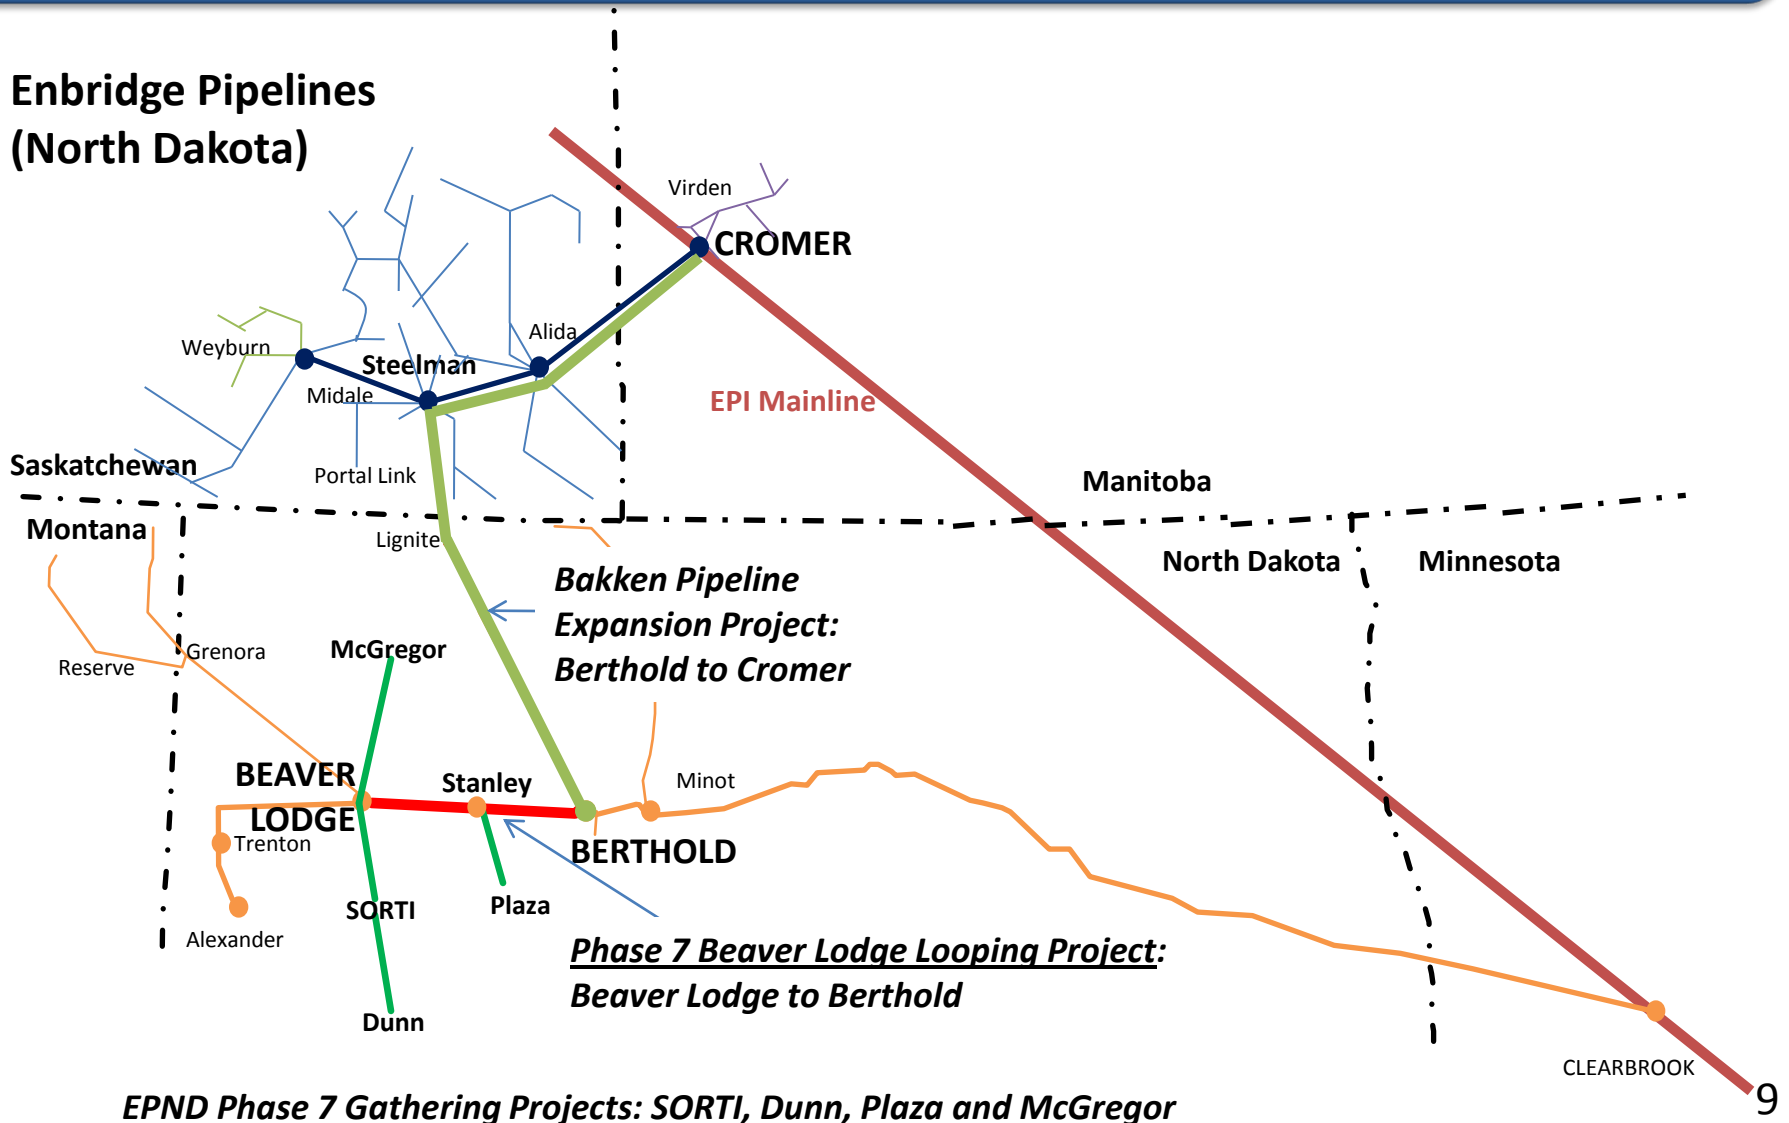 Enbridge Pipelines
(North Dakota)
Virden
CROMER
Alida
Weyburn
Steelman
Midale
EPI Mainline
Saskatchewan
Portal Link
Manitoba
Montana
Lignite
North Dakota
Minnesota
Bakken Pipeline
Expansion Project:
Berthold to Cromer
Grenora
McGregor
Reserve
BEAVER
LODGE
Stanley
Minot
Trenton
BERTHOLD
SORTI
Plaza
Alexander
Phase 7 Beaver Lodge Looping Project:
Beaver Lodge to Berthold
Dunn
CLEARBROOK
EPND Phase 7 Gathering Projects: SORTI, Dunn, Plaza and McGregor
9